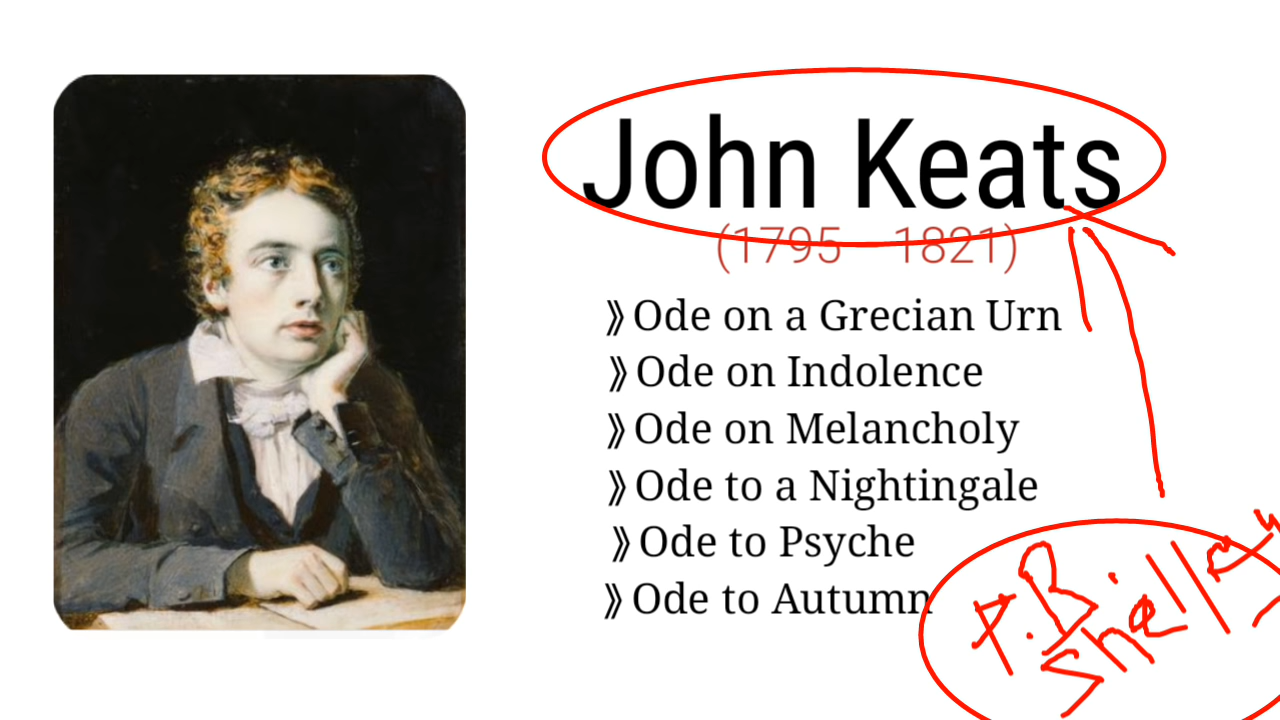 John Keats
(1795 1821)
⟫ Ode on a Grecian Urn
⟫ Ode on Indolence
⟫ Ode on Melancholy
⟫ Ode to a Nightingale
⟫ Ode to Psyche
⟫ Ode to Autumn
P.B.
Shelley